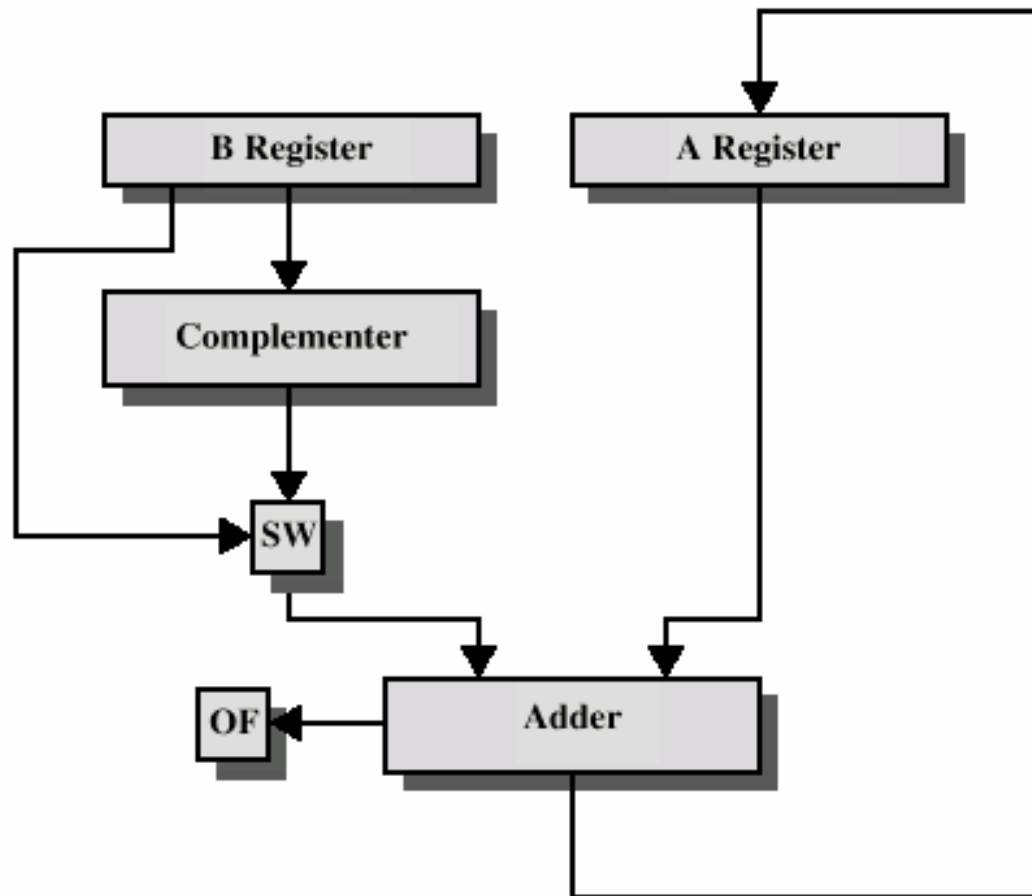 B Register
A Register
Complementer
SW
Adder
OF